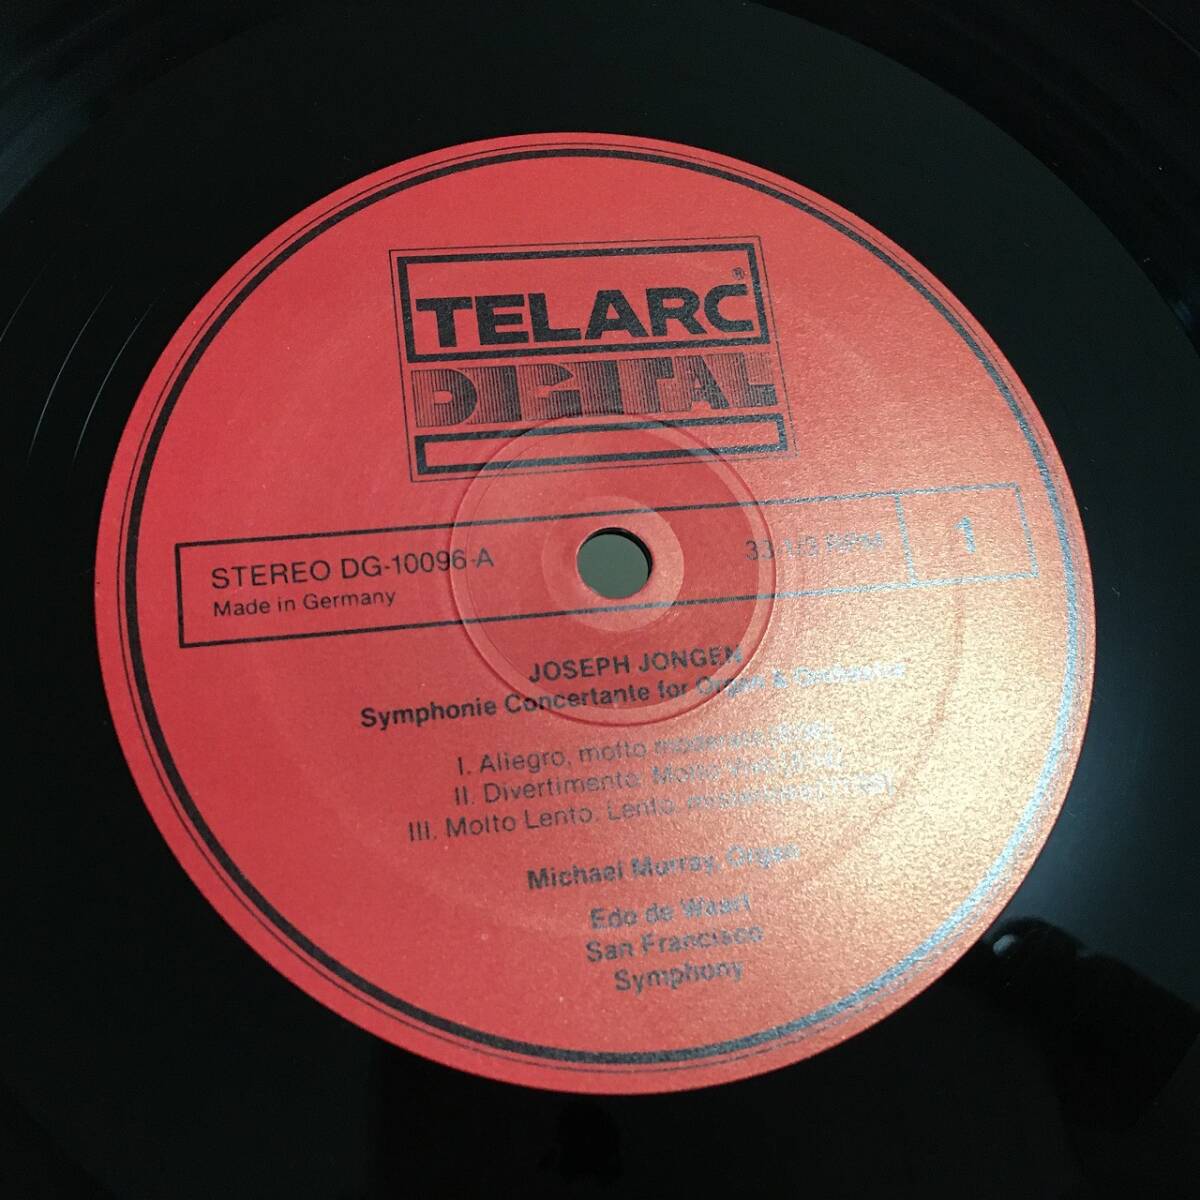 TELARC®
DIGITAL
STEREO DG-10096-A
Made in Germany
33 1/3 RPM
1
JOSEPH JONGEN
Symphonie Concertante for Organ & Orchestra
I. Allegro, molto moderato
II. Divertimento: Molto vivo
III. Molto Lento. Lento, misterioso
Michael Murray, Organ
Edo de Waart
San Francisco
Symphony